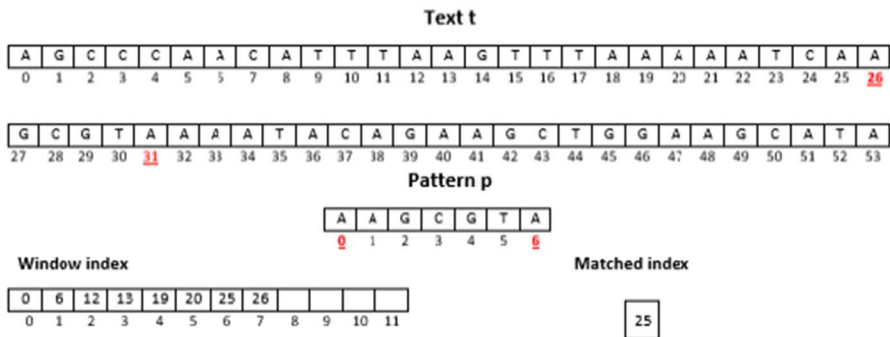 Text t
A G C C C A A C A T T T A A G T T T A A A A A T C A A
0 1 2 3 4 5 6 7 8 9 10 11 12 13 14 15 16 17 18 19 20 21 22 23 24 25 26
G C G T A A A A T A C A G A A G C T G G A A G C A T A
27 28 29 30 31 32 33 34 35 36 37 38 39 40 41 42 43 44 45 46 47 48 49 50 51 52 53
Pattern p
A A G C G T A
0 1 2 3 4 5 6
Window index
0 6 12 13 19 20 25 26
0 1 2 3 4 5 6 7 8 9 10 11
Matched index
25